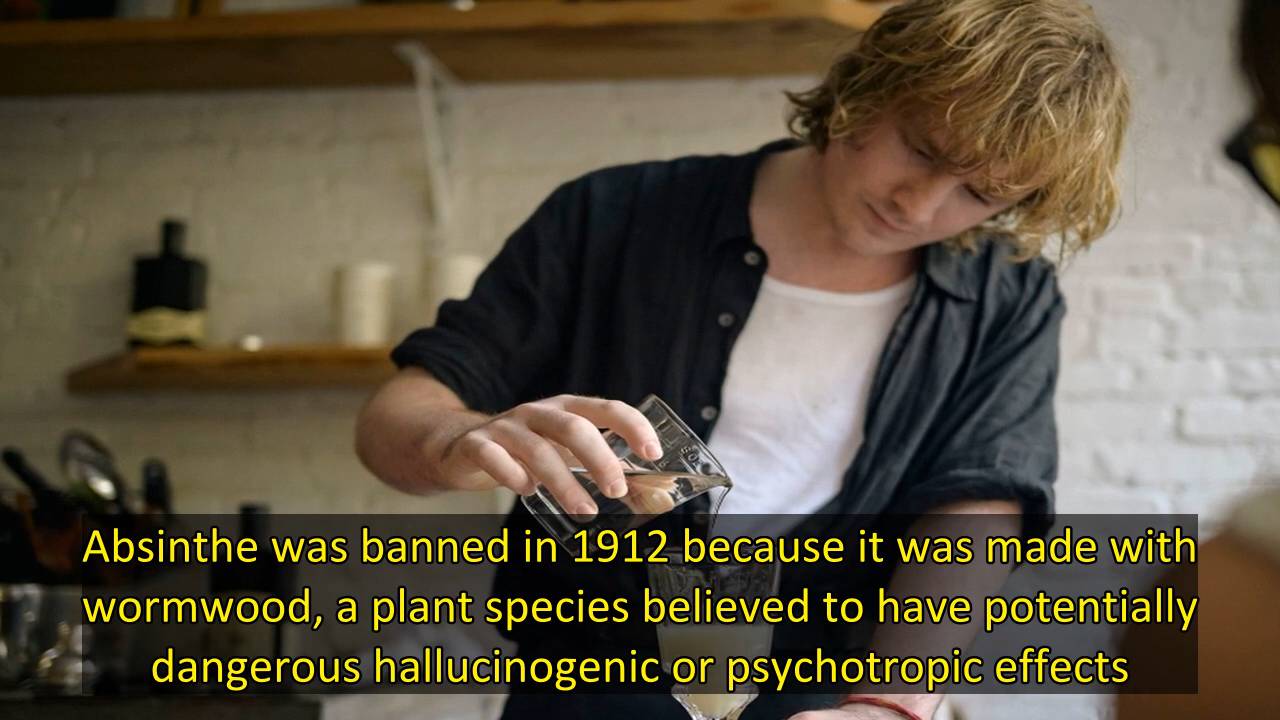 Absinthe was banned in 1912 because it was made with
wormwood, a plant species believed to have potentially
dangerous hallucinogenic or psychotropic effects